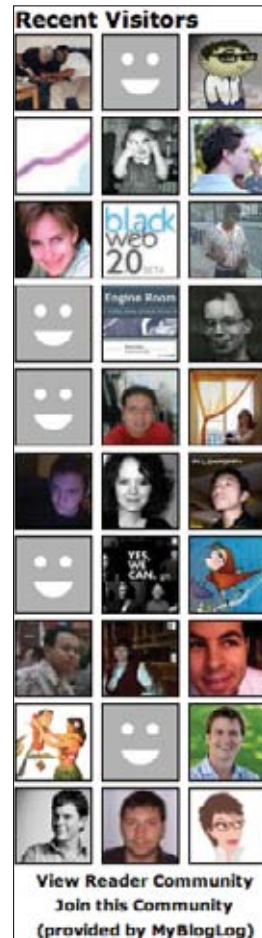 Recent Visitors
black
web
20 BETA
Engine Room
YES,
WE
CAN.
View Reader Community
Join this Community
(provided by MyBlogLog)